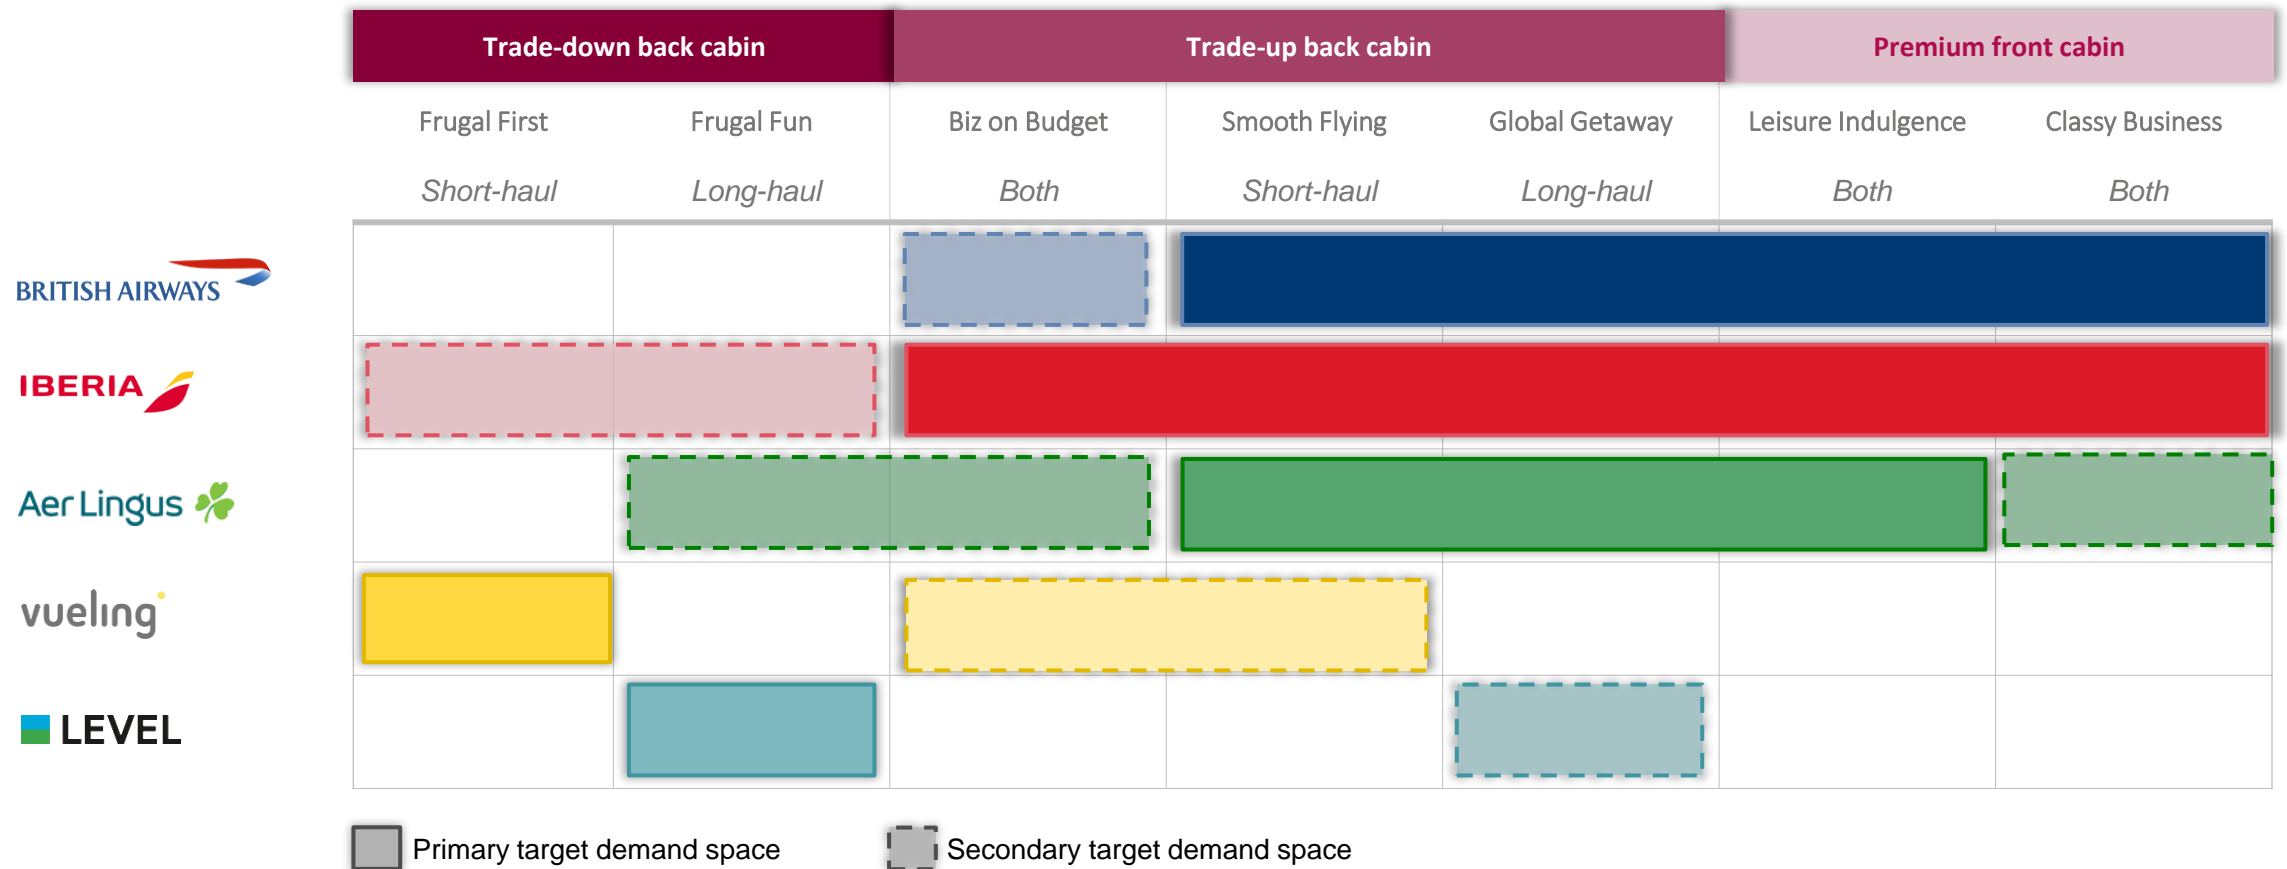 Trade-down back cabin Trade-up back cabin Premium front cabin
Frugal First Frugal Fun Biz on Budget Smooth Flying Global Getaway Leisure Indulgence Classy Business
Short-haul Long-haul Both Short-haul Long-haul Both Both
BRITISH AIRWAYS
IBERIA
Aer Lingus
vueling
LEVEL
Primary target demand space Secondary target demand space